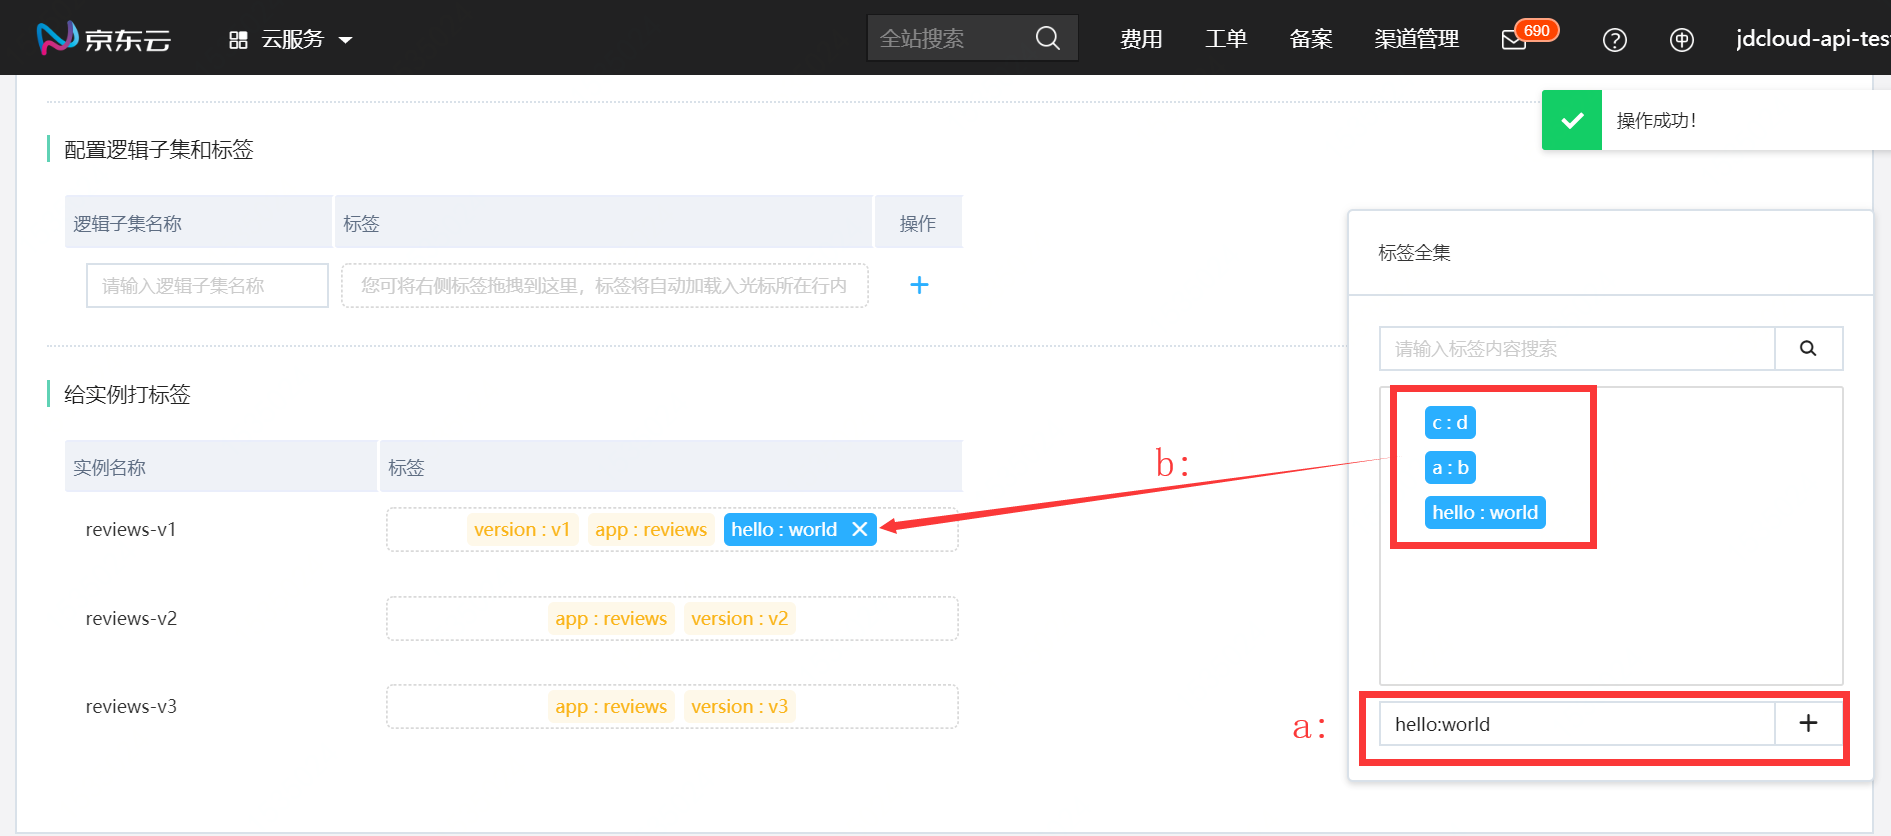 京东云 云服务 全站搜索 费用 工单 备案 渠道管理 690 jdcloud-api-tes
操作成功!
配置逻辑子集和标签
逻辑子集名称 标签 操作
请输入逻辑子集名称 您可将右侧标签拖拽到这里，标签将自动加载入光标所在行内 +
给实例打标签
实例名称 标签
reviews-v1 version : v1 app : reviews hello : world ×
reviews-v2 app : reviews version : v2
reviews-v3 app : reviews version : v3
b:
标签全集
请输入标签内容搜索
c : d
a : b
hello : world
a:
hello:world +